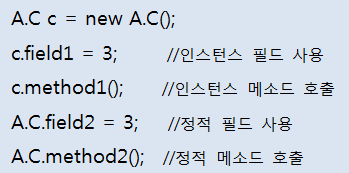 A.C c = new A.C();
c.field1 = 3; //인스턴스 필드 사용
c.method1(); //인스턴스 메소드 호출
A.C.field2 = 3; //정적 필드 사용
A.C.method2(); //정적 메소드 호출